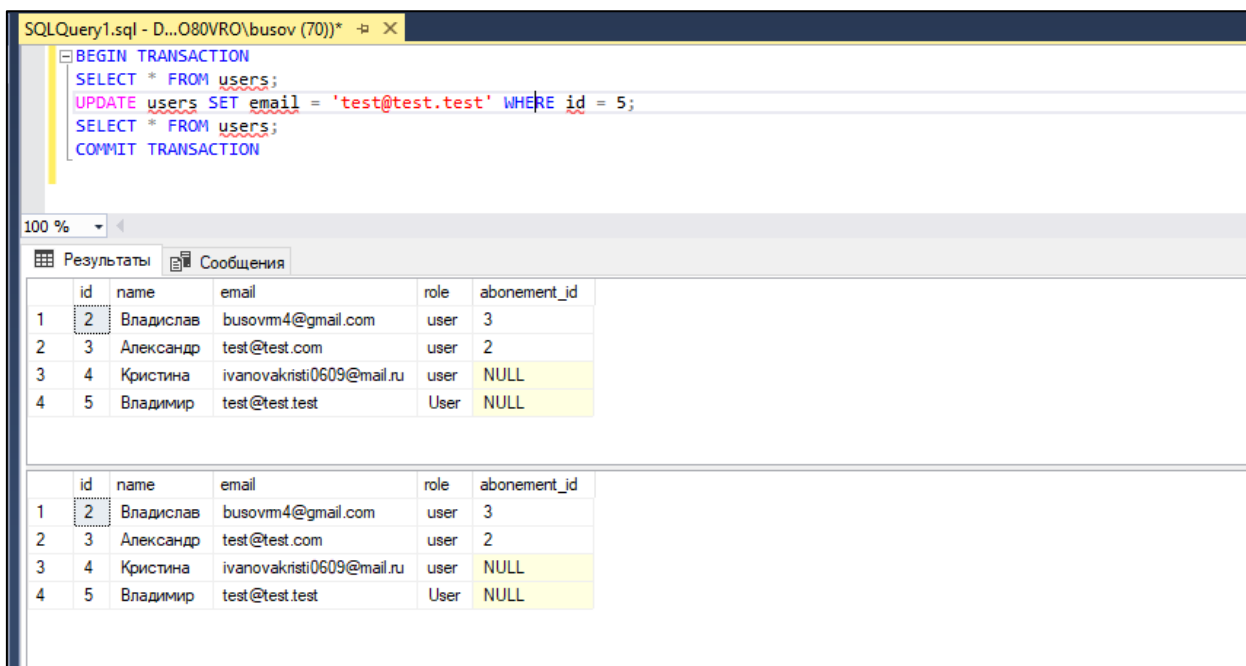 SQLQuery1.sql - D...O80VRO\busov (70))*
BEGIN TRANSACTION
SELECT * FROM users;
UPDATE users SET email = 'test@test.test' WHERE id = 5;
SELECT * FROM users;
COMMIT TRANSACTION
100 %
Результаты Сообщения
id name email role abonement_id
1 2 Владислав busovrm4@gmail.com user 3
2 3 Александр test@test.com user 2
3 4 Кристина ivanovakristi0609@mail.ru user NULL
4 5 Владимир test@test.test User NULL
id name email role abonement_id
1 2 Владислав busovrm4@gmail.com user 3
2 3 Александр test@test.com user 2
3 4 Кристина ivanovakristi0609@mail.ru user NULL
4 5 Владимир test@test.test User NULL